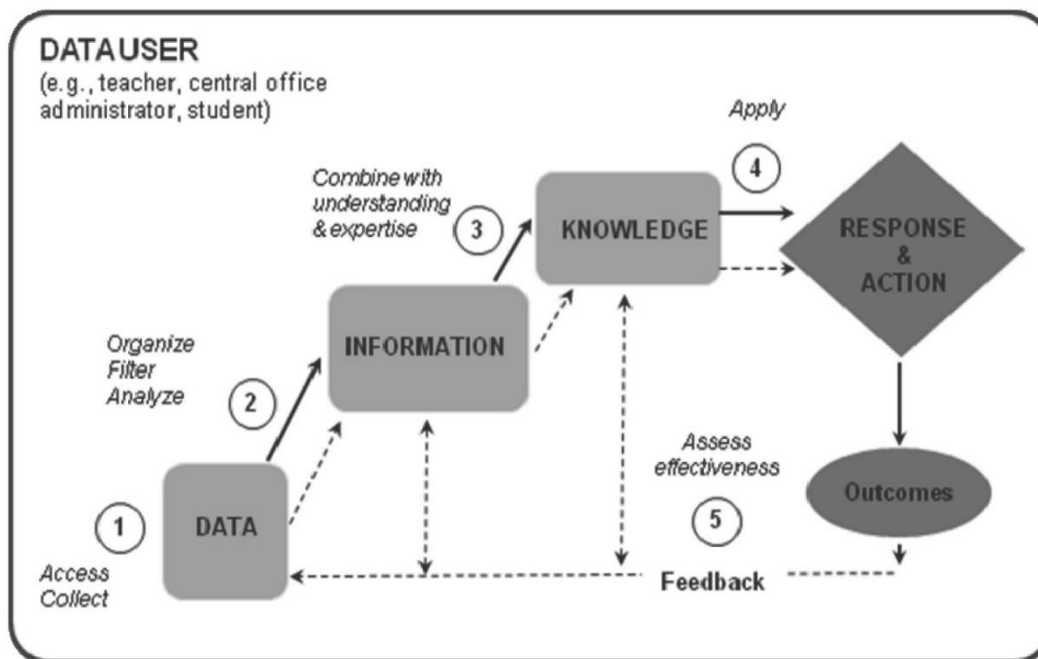 DATA USER
(e.g., teacher, central office
administrator, student)
Apply
4
Combine with
understanding
& expertise
3
KNOWLEDGE
RESPONSE
&
ACTION
Organize
Filter
Analyze
2
INFORMATION
Assess
effectiveness
5
Outcomes
1
DATA
Access
Collect
Feedback